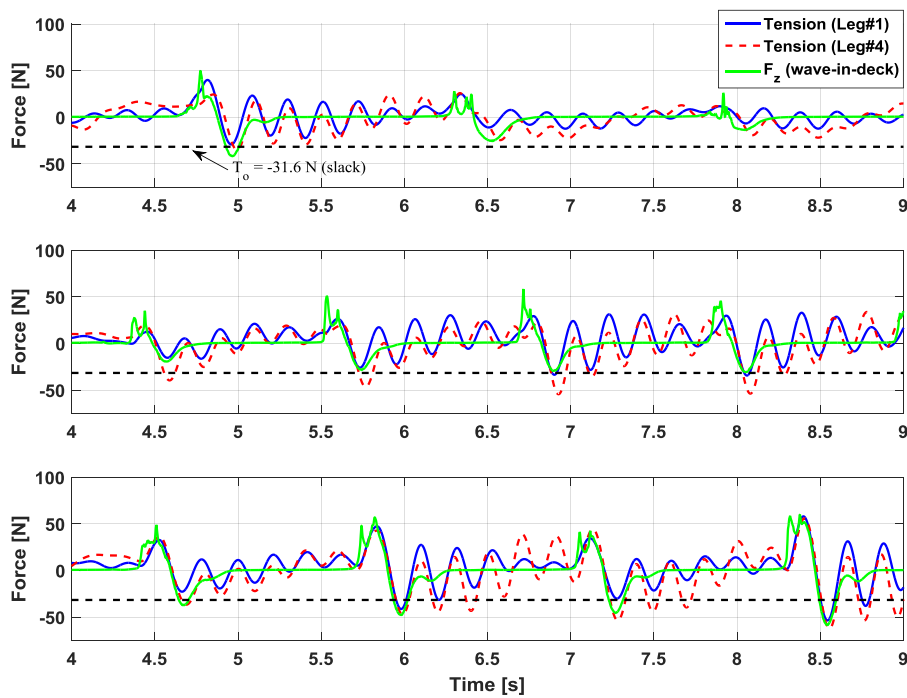 Tension (Leg#1)
Tension (Leg#4)
F_z (wave-in-deck)
100
50
0
-50
Force [N]
T_o = -31.6 N (slack)
4 4.5 5 5.5 6 6.5 7 7.5 8 8.5 9
100
50
0
-50
Force [N]
4 4.5 5 5.5 6 6.5 7 7.5 8 8.5 9
100
50
0
-50
Force [N]
4 4.5 5 5.5 6 6.5 7 7.5 8 8.5 9
Time [s]